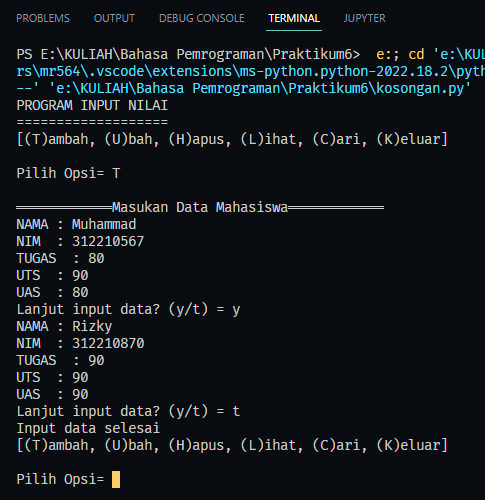 PROBLEMS OUTPUT DEBUG CONSOLE TERMINAL JUPYTER
PS E:\KULIAH\Bahasa Pemrograman\Praktikum6>  e:; cd 'e:\KUL
rs\mr564\.vscode\extensions\ms-python.python-2022.18.2\pyth
--' 'e:\KULIAH\Bahasa Pemrograman\Praktikum6\kosongan.py'
PROGRAM INPUT NILAI
===================
[(T)ambah, (U)bah, (H)apus, (L)ihat, (C)ari, (K)eluar]
Pilih Opsi= T
════════════Masukan Data Mahasiswa════════════
NAMA : Muhammad
NIM  : 312210567
TUGAS  : 80
UTS  : 90
UAS  : 80
Lanjut input data? (y/t) = y
NAMA : Rizky
NIM  : 312210870
TUGAS  : 90
UTS  : 90
UAS  : 90
Lanjut input data? (y/t) = t
Input data selesai
[(T)ambah, (U)bah, (H)apus, (L)ihat, (C)ari, (K)eluar]
Pilih Opsi=